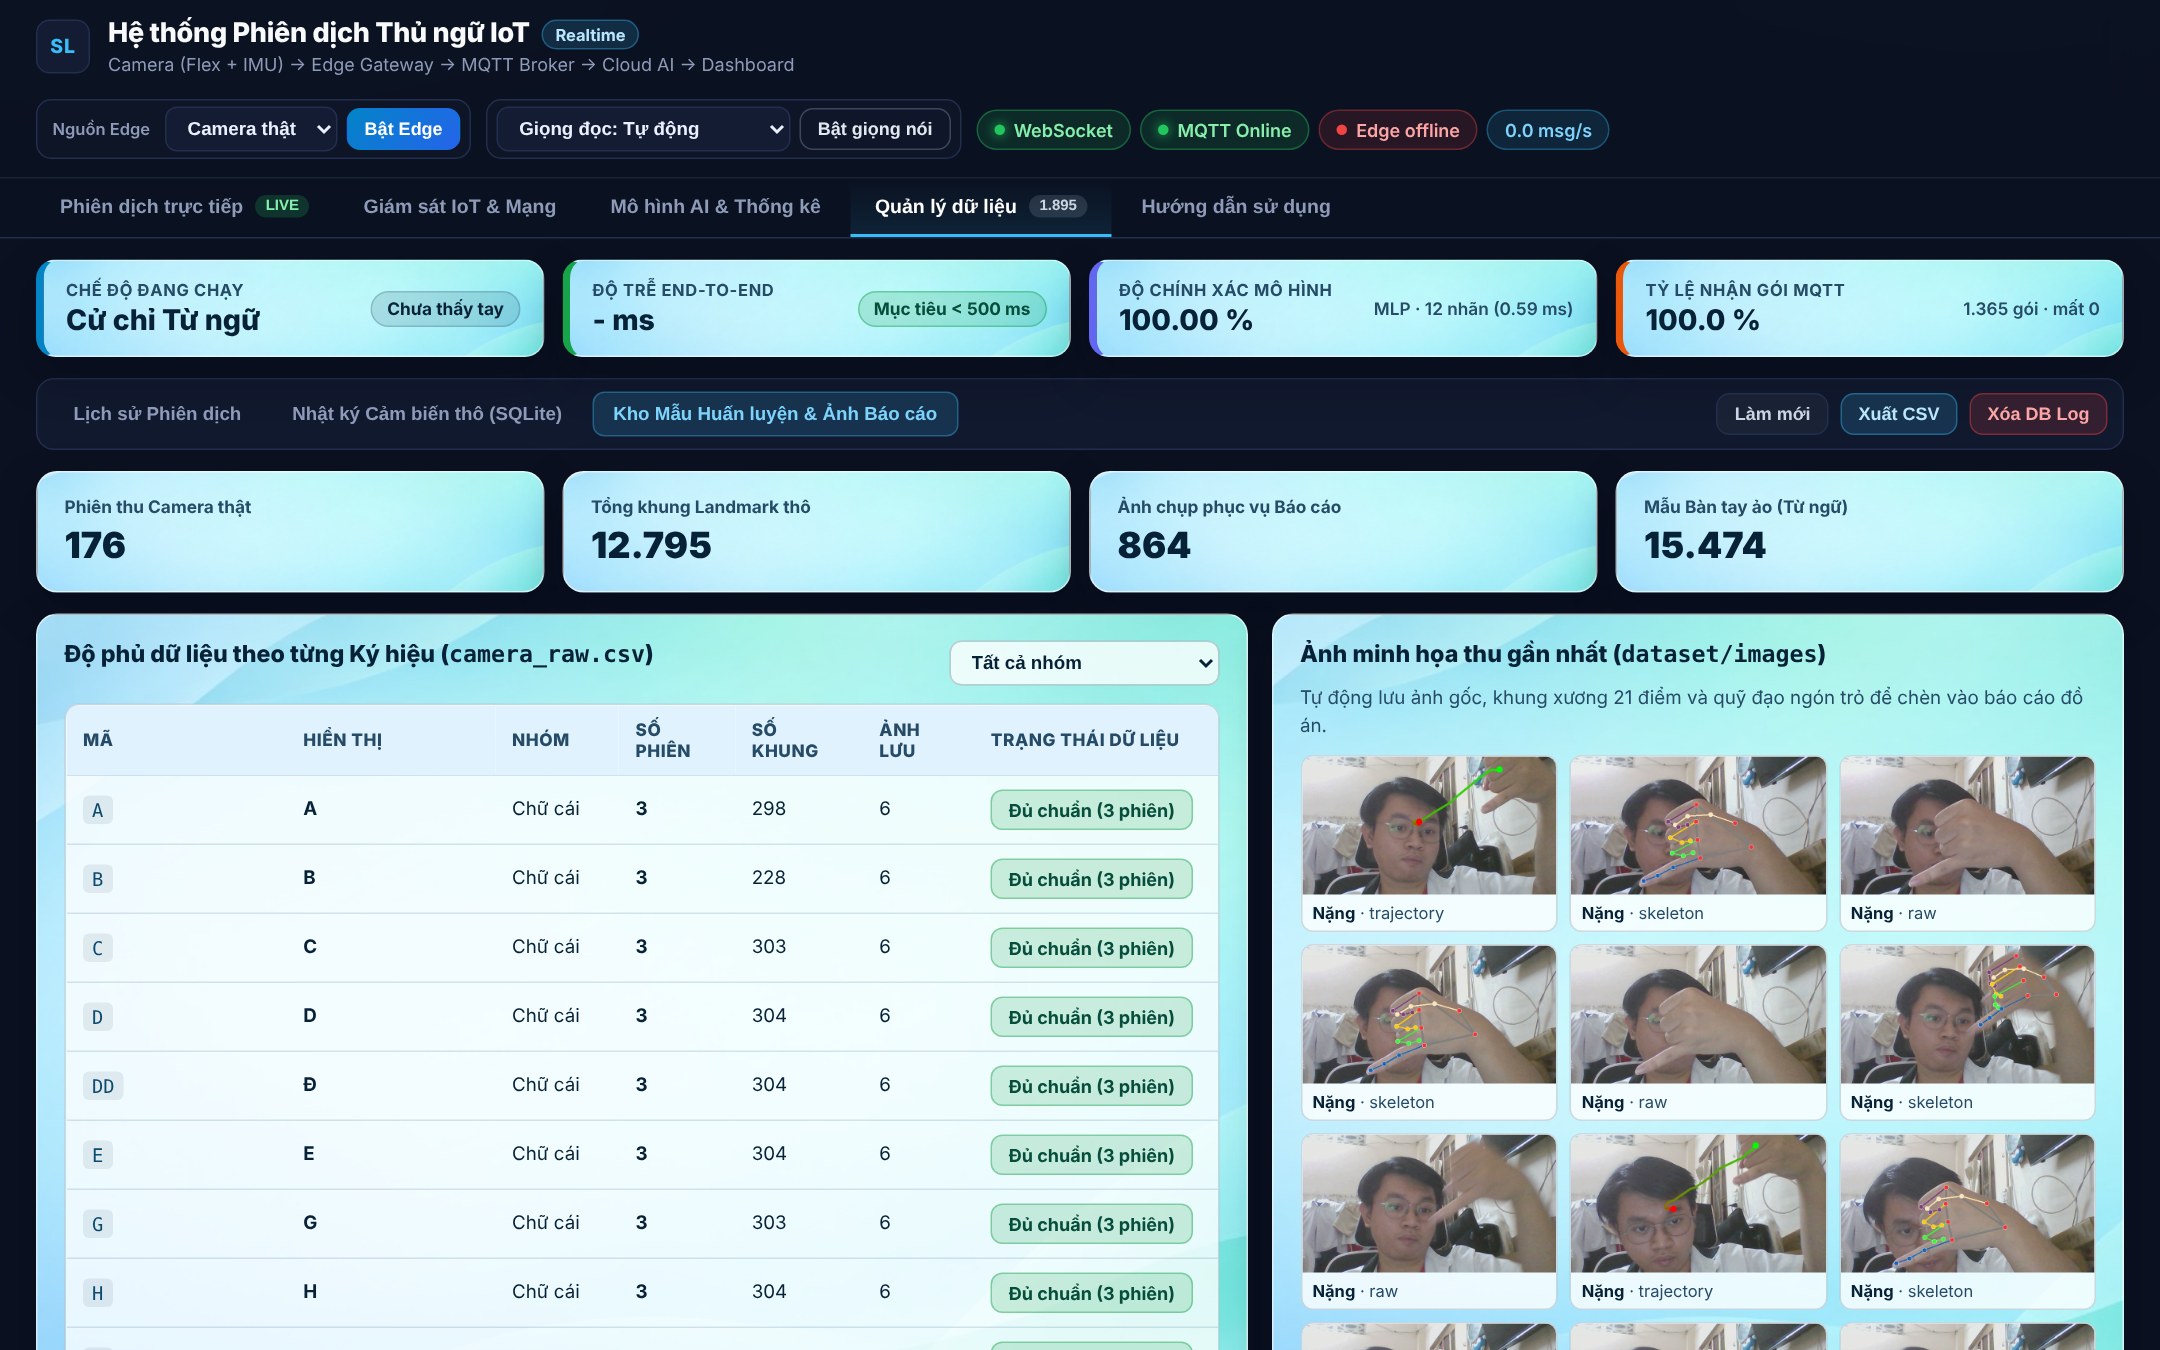 SL
Hệ thống Phiên dịch Thủ ngữ IoT
Realtime
Camera (Flex + IMU) → Edge Gateway → MQTT Broker → Cloud AI → Dashboard
Nguồn Edge
Camera thật
Bật Edge
Giọng đọc: Tự động
Bật giọng nói
WebSocket
MQTT Online
Edge offline
0.0 msg/s
Phiên dịch trực tiếp
LIVE
Giám sát IoT & Mạng
Mô hình AI & Thống kê
Quản lý dữ liệu
1.895
Hướng dẫn sử dụng
CHẾ ĐỘ ĐANG CHẠY
Cử chỉ Từ ngữ
Chưa thấy tay
ĐỘ TRỄ END-TO-END
- ms
Mục tiêu < 500 ms
ĐỘ CHÍNH XÁC MÔ HÌNH
100.00 %
MLP · 12 nhãn (0.59 ms)
TỶ LỆ NHẬN GÓI MQTT
100.0 %
1.365 gói · mất 0
Lịch sử Phiên dịch
Nhật ký Cảm biến thô (SQLite)
Kho Mẫu Huấn luyện & Ảnh Báo cáo
Làm mới
Xuất CSV
Xóa DB Log
Phiên thu Camera thật
176
Tổng khung Landmark thô
12.795
Ảnh chụp phục vụ Báo cáo
864
Mẫu Bàn tay ảo (Từ ngữ)
15.474
Độ phủ dữ liệu theo từng Ký hiệu (camera_raw.csv)
Tất cả nhóm
MÃ HIỂN THỊ NHÓM SỐ PHIÊN SỐ KHUNG ẢNH LƯU TRẠNG THÁI DỮ LIỆU
A A Chữ cái 3 298 6 Đủ chuẩn (3 phiên)
B B Chữ cái 3 228 6 Đủ chuẩn (3 phiên)
C C Chữ cái 3 303 6 Đủ chuẩn (3 phiên)
D D Chữ cái 3 304 6 Đủ chuẩn (3 phiên)
DD Đ Chữ cái 3 304 6 Đủ chuẩn (3 phiên)
E E Chữ cái 3 304 6 Đủ chuẩn (3 phiên)
G G Chữ cái 3 303 6 Đủ chuẩn (3 phiên)
H H Chữ cái 3 304 6 Đủ chuẩn (3 phiên)
Ảnh minh họa thu gần nhất (dataset/images)
Tự động lưu ảnh gốc, khung xương 21 điểm và quỹ đạo ngón trỏ để chèn vào báo cáo đồ
án.
Nặng · trajectory
Nặng · skeleton
Nặng · raw
Nặng · skeleton
Nặng · raw
Nặng · skeleton
Nặng · raw
Nặng · trajectory
Nặng · skeleton